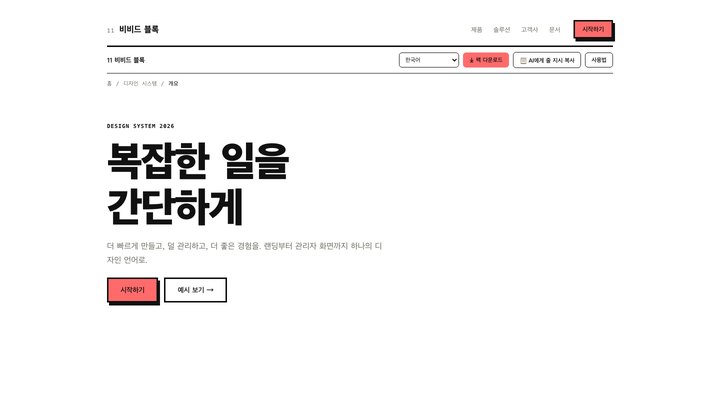 11 비비드 블록
제품 솔루션 고객사 문서 시작하기
11 비비드 블록
한국어 팩 다운로드 AI에게 줄 지시 복사 사용법
홈 / 디자인 시스템 / 개요
DESIGN SYSTEM 2026
복잡한 일을
간단하게
더 빠르게 만들고, 덜 관리하고, 더 좋은 경험을. 랜딩부터 관리자 화면까지 하나의 디
자인 언어로.
시작하기 예시 보기 →